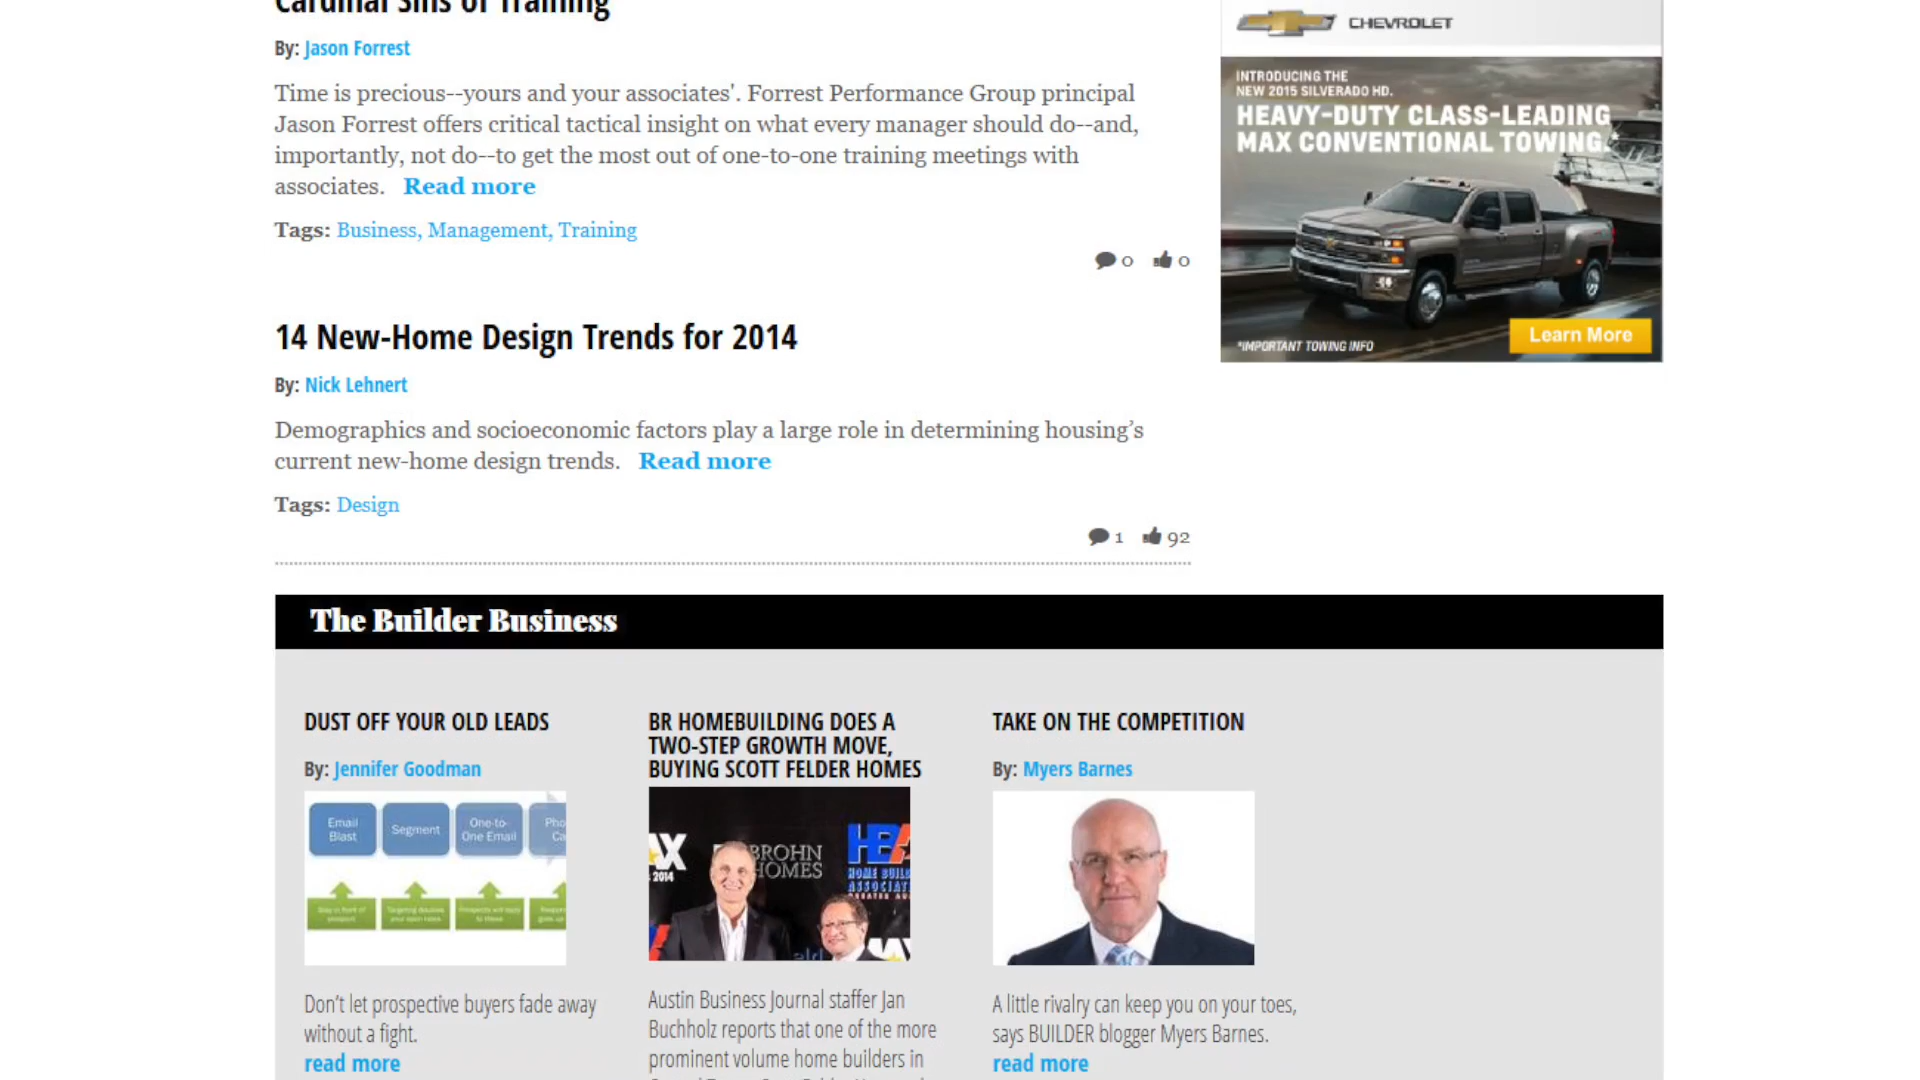 Cardinal Sins of Training
By: Jason Forrest
Time is precious--yours and your associates'. Forrest Performance Group principal
Jason Forrest offers critical tactical insight on what every manager should do--and,
importantly, not do--to get the most out of one-to-one training meetings with
associates. Read more
Tags: Business, Management, Training
0 0
14 New-Home Design Trends for 2014
By: Nick Lehnert
Demographics and socioeconomic factors play a large role in determining housing’s
current new-home design trends. Read more
Tags: Design
1 92
CHEVROLET
INTRODUCING THE
NEW 2015 SILVERADO HD.
HEAVY-DUTY CLASS-LEADING
MAX CONVENTIONAL TOWING.*
*IMPORTANT TOWING INFO
Learn More
The Builder Business
DUST OFF YOUR OLD LEADS
By: Jennifer Goodman
Email
Blast
Segment
One-to-
One Email
Pho
Ca
Don’t let prospective buyers fade away
without a fight.
read more
BR HOMEBUILDING DOES A
TWO-STEP GROWTH MOVE,
BUYING SCOTT FELDER HOMES
AX
2014
BROHN
HOMES
HBA
HOME BUILD
ASSOCIAT
Austin Business Journal staffer Jan
Buchholz reports that one of the more
prominent volume home builders in
TAKE ON THE COMPETITION
By: Myers Barnes
A little rivalry can keep you on your toes,
says BUILDER blogger Myers Barnes.
read more